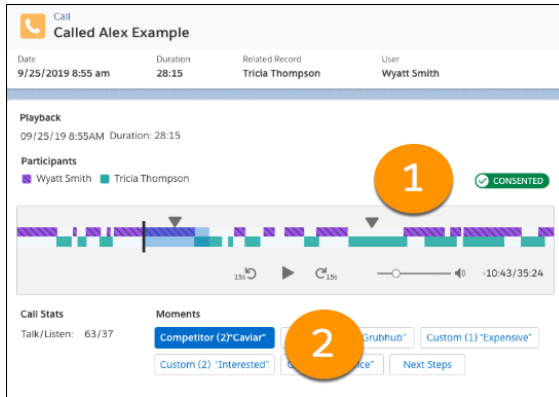 Call
Called Alex Example
Date Duration Related Record User
9/25/2019 8:55 am 28:15 Tricia Thompson Wyatt Smith
Playback
09/25/19 8:55AM Duration: 28:15
Participants
Wyatt Smith Tricia Thompson
1
CONSENTED
15s 15s -10:43/35:24
Call Stats Moments
Talk/Listen: 63/37 Competitor (2)"Caviar" Grubhub" Custom (1) "Expensive"
2
Custom (2) "Interested" Next Steps